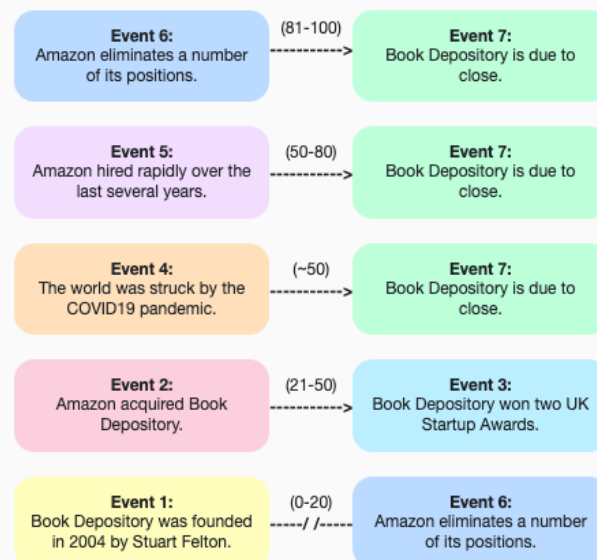 Event 6:
Amazon eliminates a number
of its positions.
(81-100)
Event 7:
Book Depository is due to
close.
Event 5:
Amazon hired rapidly over the
last several years.
(50-80)
Event 7:
Book Depository is due to
close.
Event 4:
The world was struck by the
COVID19 pandemic.
(~50)
Event 7:
Book Depository is due to
close.
Event 2:
Amazon acquired Book
Depository.
(21-50)
Event 3:
Book Depository won two UK
Startup Awards.
Event 1:
Book Depository was founded
in 2004 by Stuart Felton.
(0-20)
Event 6:
Amazon eliminates a number
of its positions.